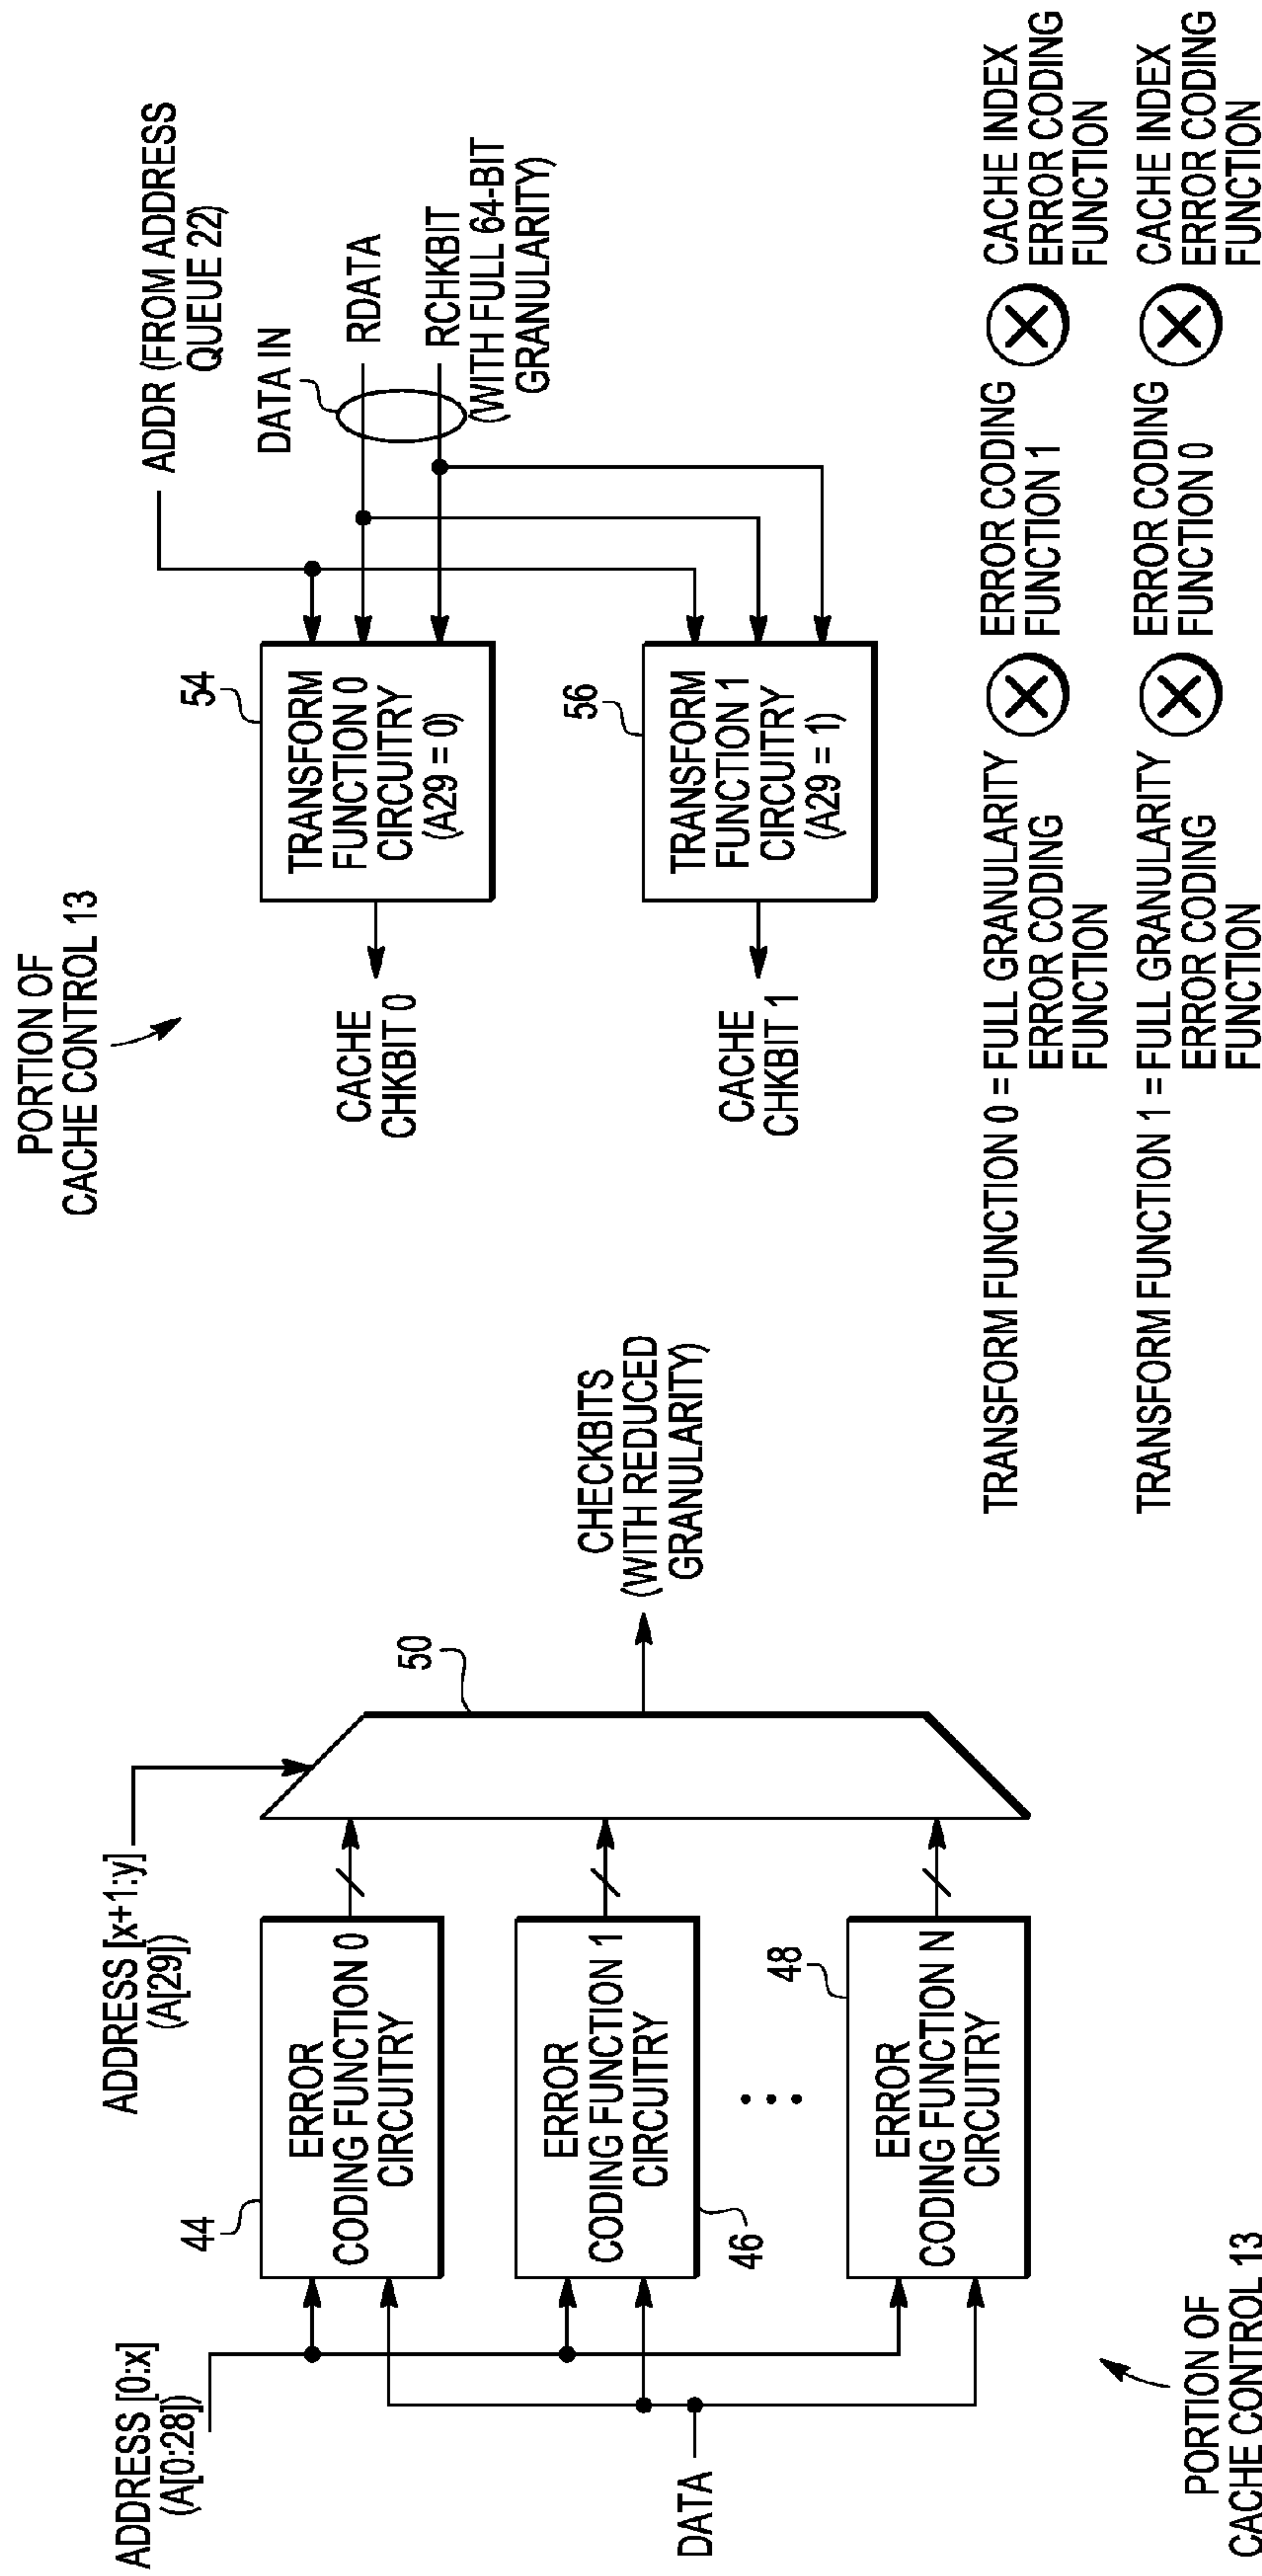 ADDRESS [0:x]
(A[0:28])
ADDRESS [x+1:y]
(A[29])
DATA
44
ERROR
CODING FUNCTION 0
CIRCUITRY
46
ERROR
CODING FUNCTION 1
CIRCUITRY
48
ERROR
CODING FUNCTION N
CIRCUITRY
50
CHECKBITS
(WITH REDUCED
GRANULARITY)
PORTION OF
CACHE CONTROL 13
PORTION OF
CACHE CONTROL 13
ADDR (FROM ADDRESS
QUEUE 22)
DATA IN
RDATA
RCHKBIT
(WITH FULL 64-BIT
GRANULARITY)
54
TRANSFORM
FUNCTION 0
CIRCUITRY
(A29 = 0)
CACHE
CHKBIT 0
56
TRANSFORM
FUNCTION 1
CIRCUITRY
(A29 = 1)
CACHE
CHKBIT 1
TRANSFORM FUNCTION 0 = FULL GRANULARITY
ERROR CODING
FUNCTION
ERROR CODING
FUNCTION 1
CACHE INDEX
ERROR CODING
FUNCTION
TRANSFORM FUNCTION 1 = FULL GRANULARITY
ERROR CODING
FUNCTION
ERROR CODING
FUNCTION 0
CACHE INDEX
ERROR CODING
FUNCTION